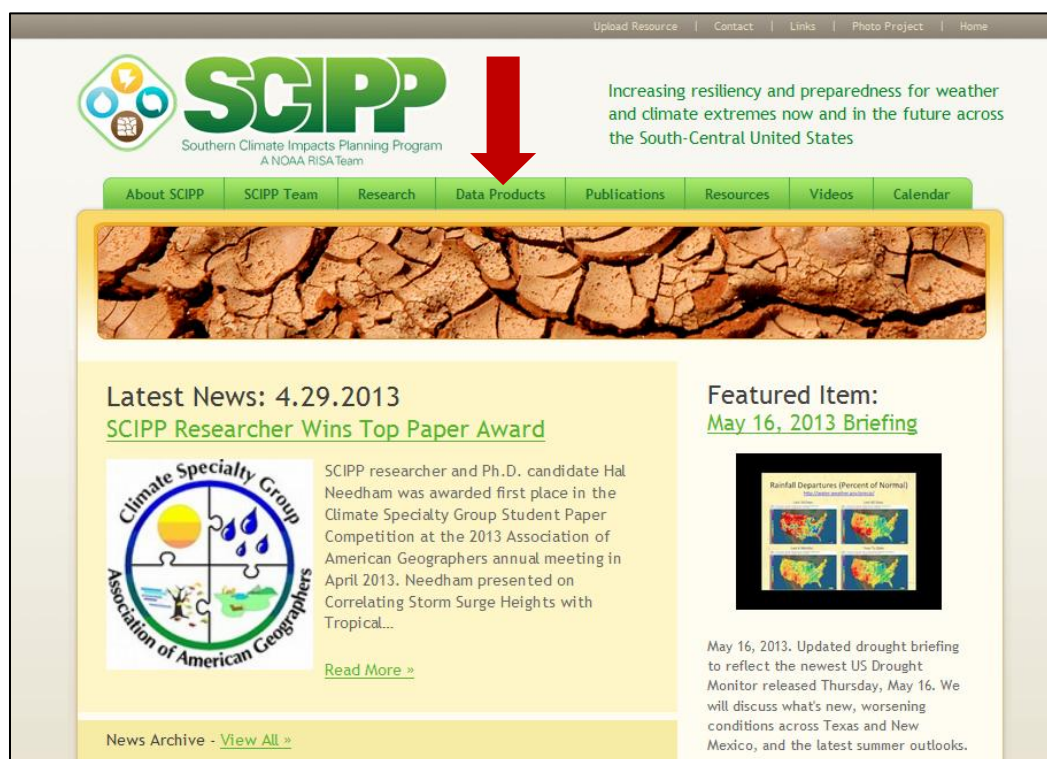 Upload Resource | Contact | Links | Photo Project | Home
SCIPP
Southern Climate Impacts Planning Program
A NOAA RISA Team
Increasing resiliency and preparedness for weather
and climate extremes now and in the future across
the South-Central United States
About SCIPP SCIPP Team Research Data Products Publications Resources Videos Calendar
Latest News: 4.29.2013
SCIPP Researcher Wins Top Paper Award
Climate Specialty Group
Association of American Geographers
SCIPP researcher and Ph.D. candidate Hal
Needham was awarded first place in the
Climate Specialty Group Student Paper
Competition at the 2013 Association of
American Geographers annual meeting in
April 2013. Needham presented on
Correlating Storm Surge Heights with
Tropical...
Read More »
News Archive - View All »
Featured Item:
May 16, 2013 Briefing
Rainfall Departures (Percent of Normal)
May 16, 2013. Updated drought briefing
to reflect the newest US Drought
Monitor released Thursday, May 16. We
will discuss what's new, worsening
conditions across Texas and New
Mexico, and the latest summer outlooks.